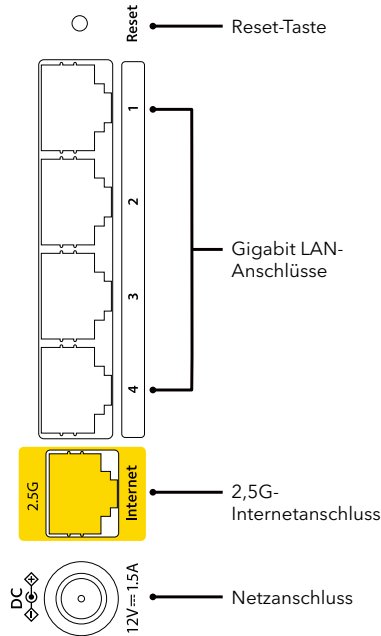 Reset
Reset-Taste
1
2
3
4
Gigabit LAN-
Anschlüsse
2.5G
Internet
2,5G-
Internetanschluss
DC
12V⎓1.5A
Netzanschluss